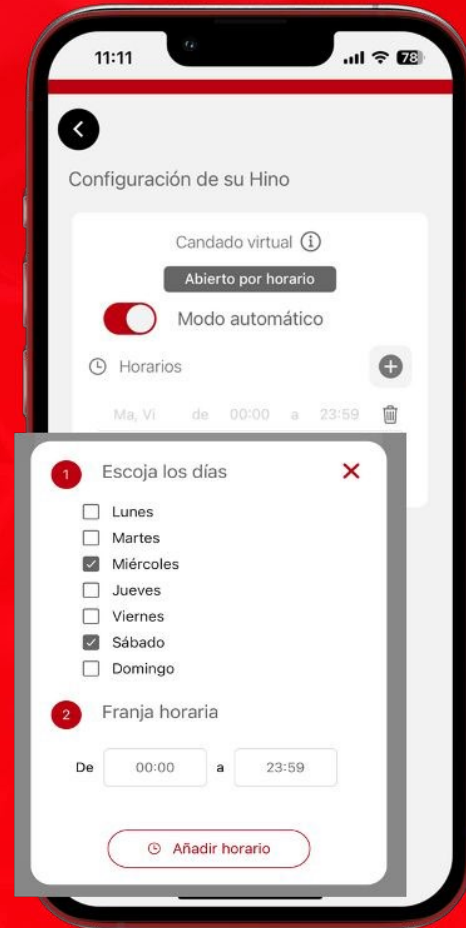 11:11
78
Configuración de su Hino
Candado virtual
Abierto por horario
Modo automático
Horarios
Ma, Vi de 00:00 a 23:59
1 Escoja los días
Lunes
Martes
Miércoles
Jueves
Viernes
Sábado
Domingo
2 Franja horaria
De 00:00 a 23:59
Añadir horario